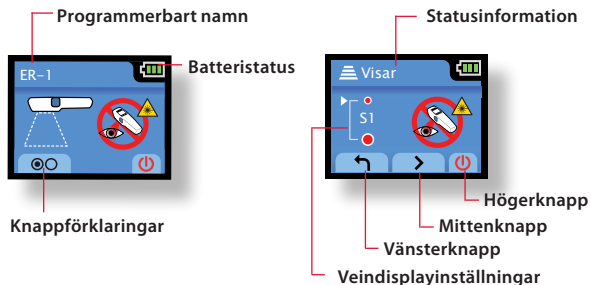 Programmerbart namn
Statusinformation
Batteristatus
ER–1
Visar
S1
Knappförklaringar
Högerknapp
Mittenknapp
Vänsterknapp
Veindisplayinställningar